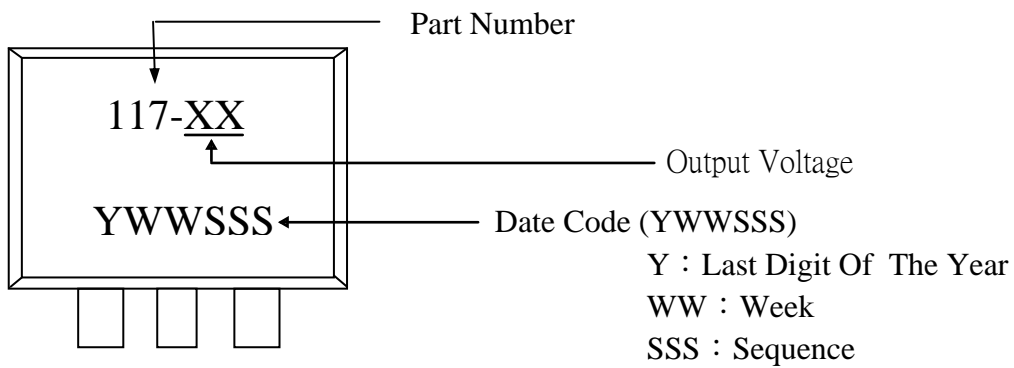 Part Number
117-XX
Output Voltage
YWWSSS
Date Code (YWWSSS)
Y：Last Digit Of The Year
WW：Week
SSS：Sequence